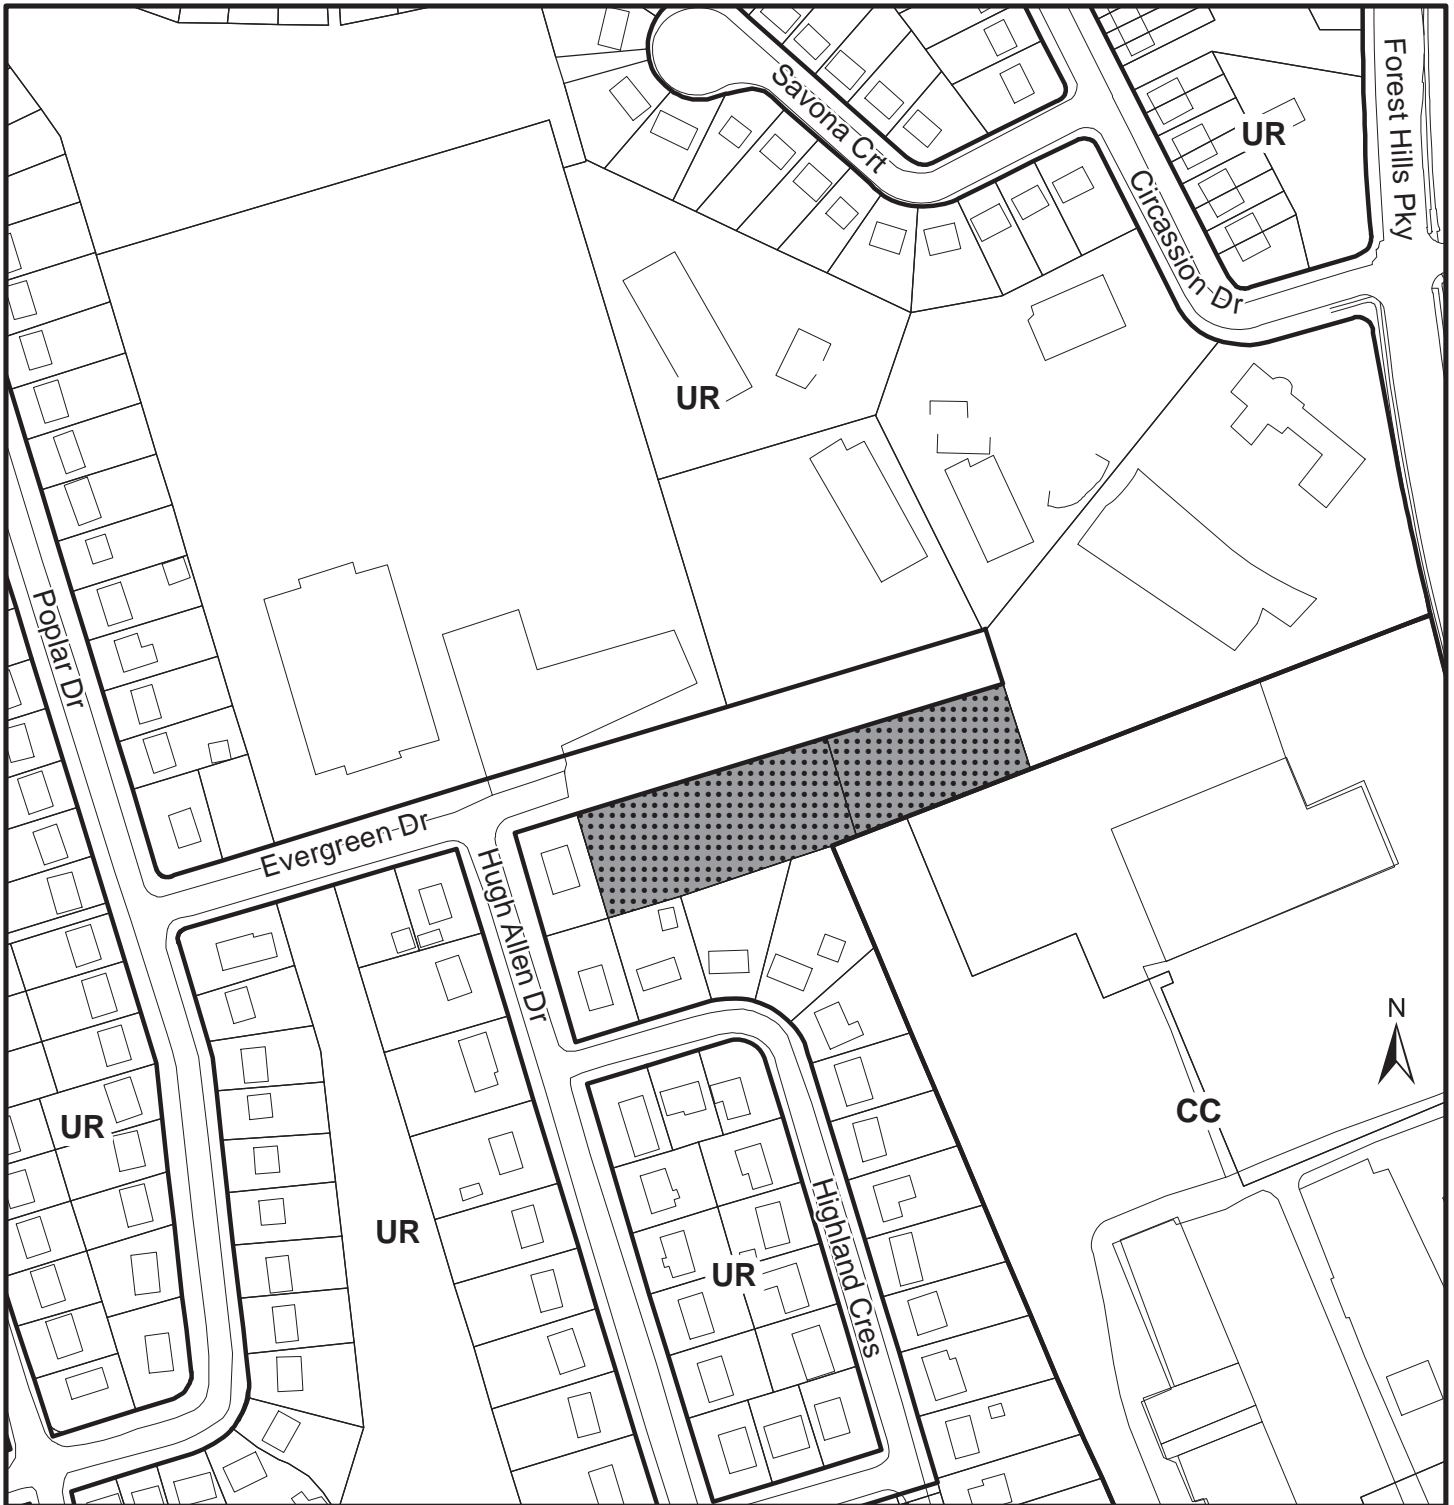 Savona Crt
Forest Hills Pky
UR
Circassion Dr
UR
Poplar Dr
Evergreen Dr
Hugh Allen Dr
N
CC
UR
UR
UR
Highland Cres